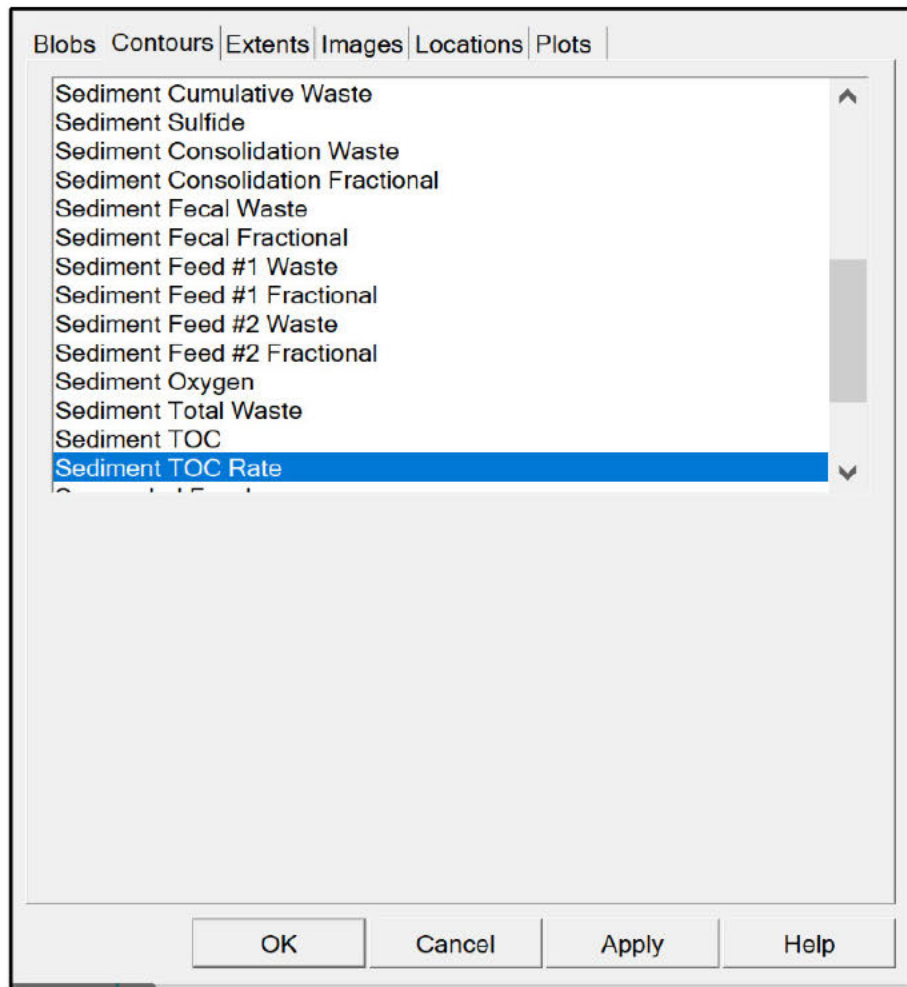 Blobs Contours Extents Images Locations Plots
Sediment Cumulative Waste
Sediment Sulfide
Sediment Consolidation Waste
Sediment Consolidation Fractional
Sediment Fecal Waste
Sediment Fecal Fractional
Sediment Feed #1 Waste
Sediment Feed #1 Fractional
Sediment Feed #2 Waste
Sediment Feed #2 Fractional
Sediment Oxygen
Sediment Total Waste
Sediment TOC
Sediment TOC Rate
OK Cancel Apply Help